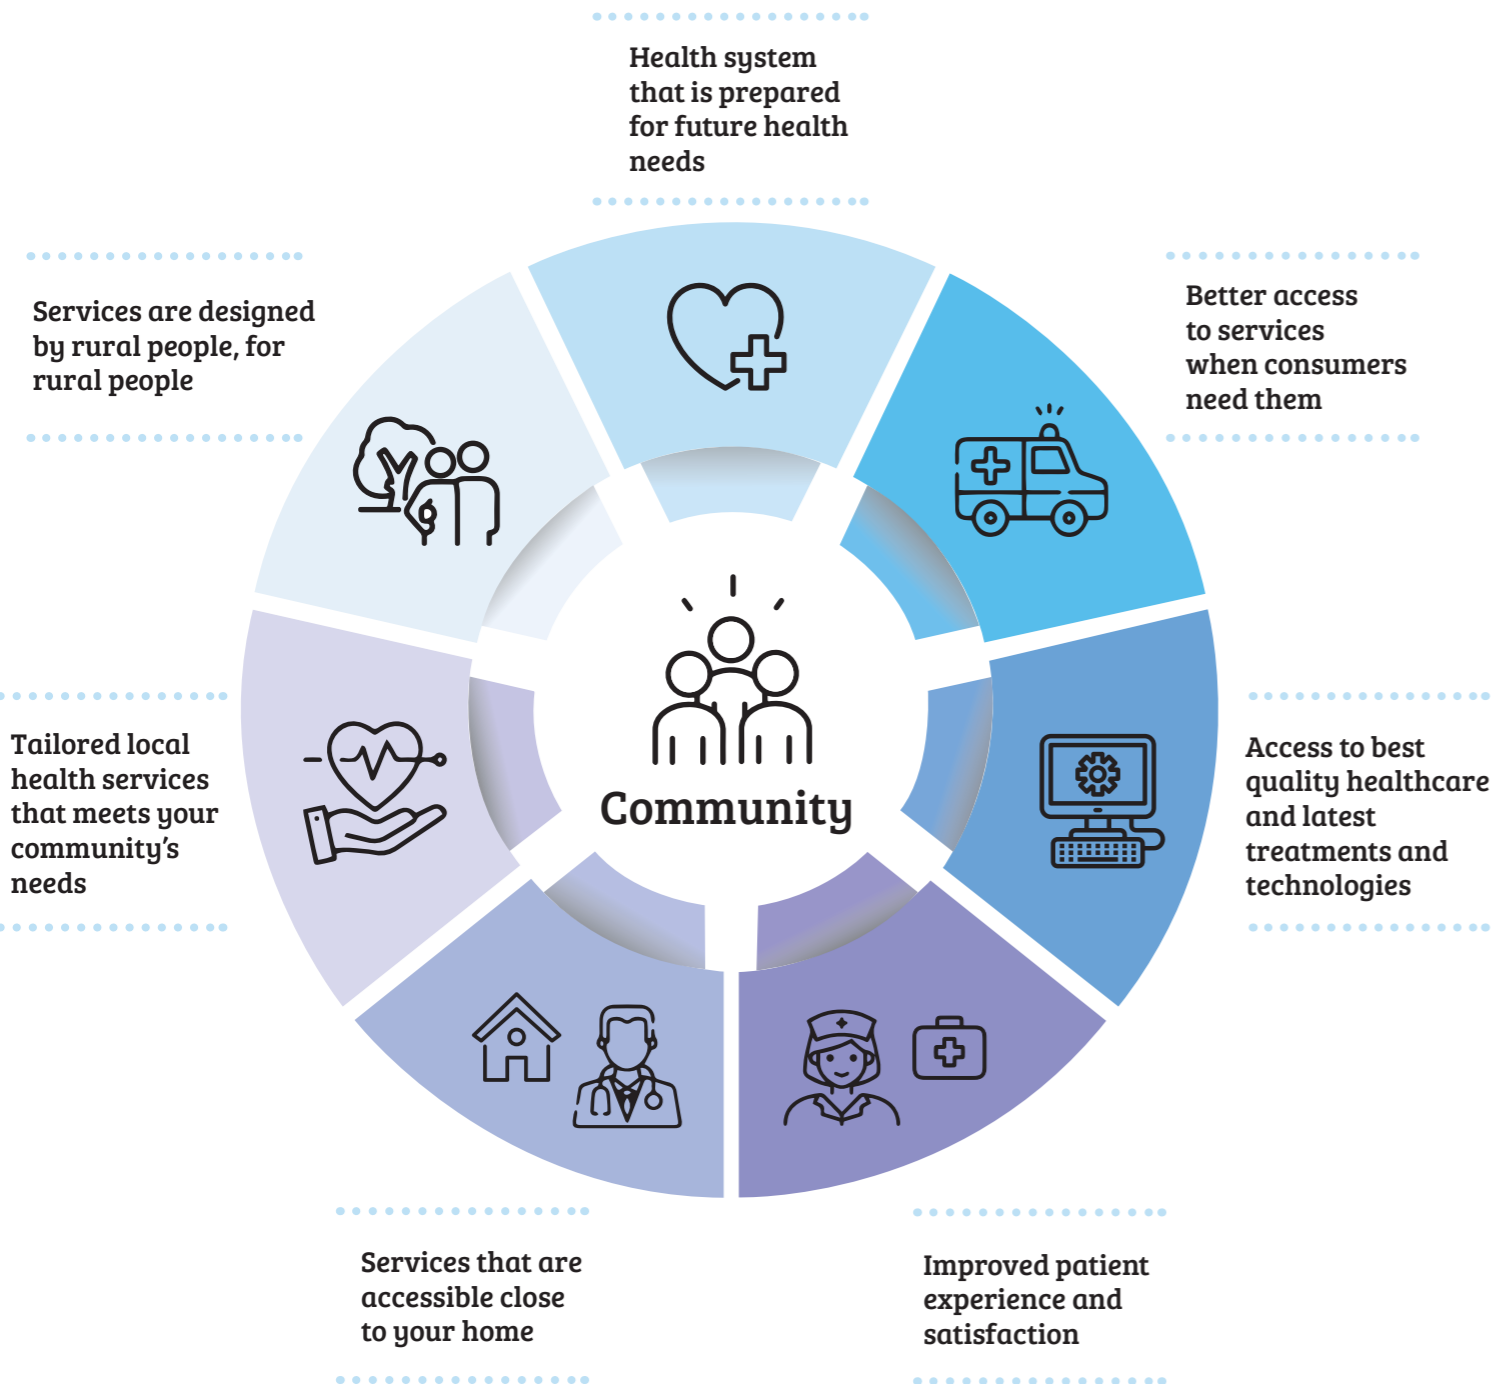 Health system
that is prepared
for future health
needs
Better access
to services
when consumers
need them
Access to best
quality healthcare
and latest
treatments and
technologies
Improved patient
experience and
satisfaction
Services that are
accessible close
to your home
Tailored local
health services
that meets your
community's
needs
Services are designed
by rural people, for
rural people
Community